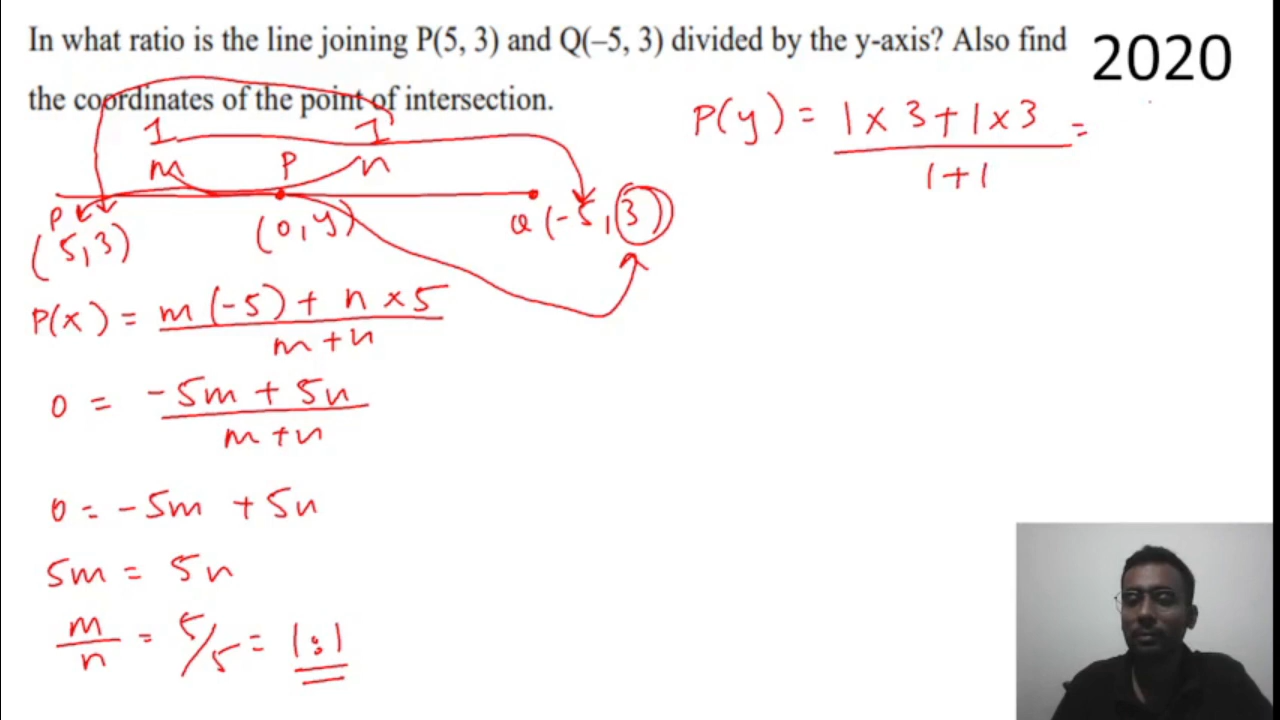 In what ratio is the line joining P(5, 3) and Q(–5, 3) divided by the y-axis? Also find
the coordinates of the point of intersection.
2020
1 1
m P n
P (0, y) Q (-5, 3)
(5, 3)
P(x) = m(-5) + n × 5 / m + n
0 = -5m + 5n / m + n
0 = -5m + 5n
5m = 5n
m/n = 5/5 = 1:1
P(y) = 1 × 3 + 1 × 3 / 1 + 1 =